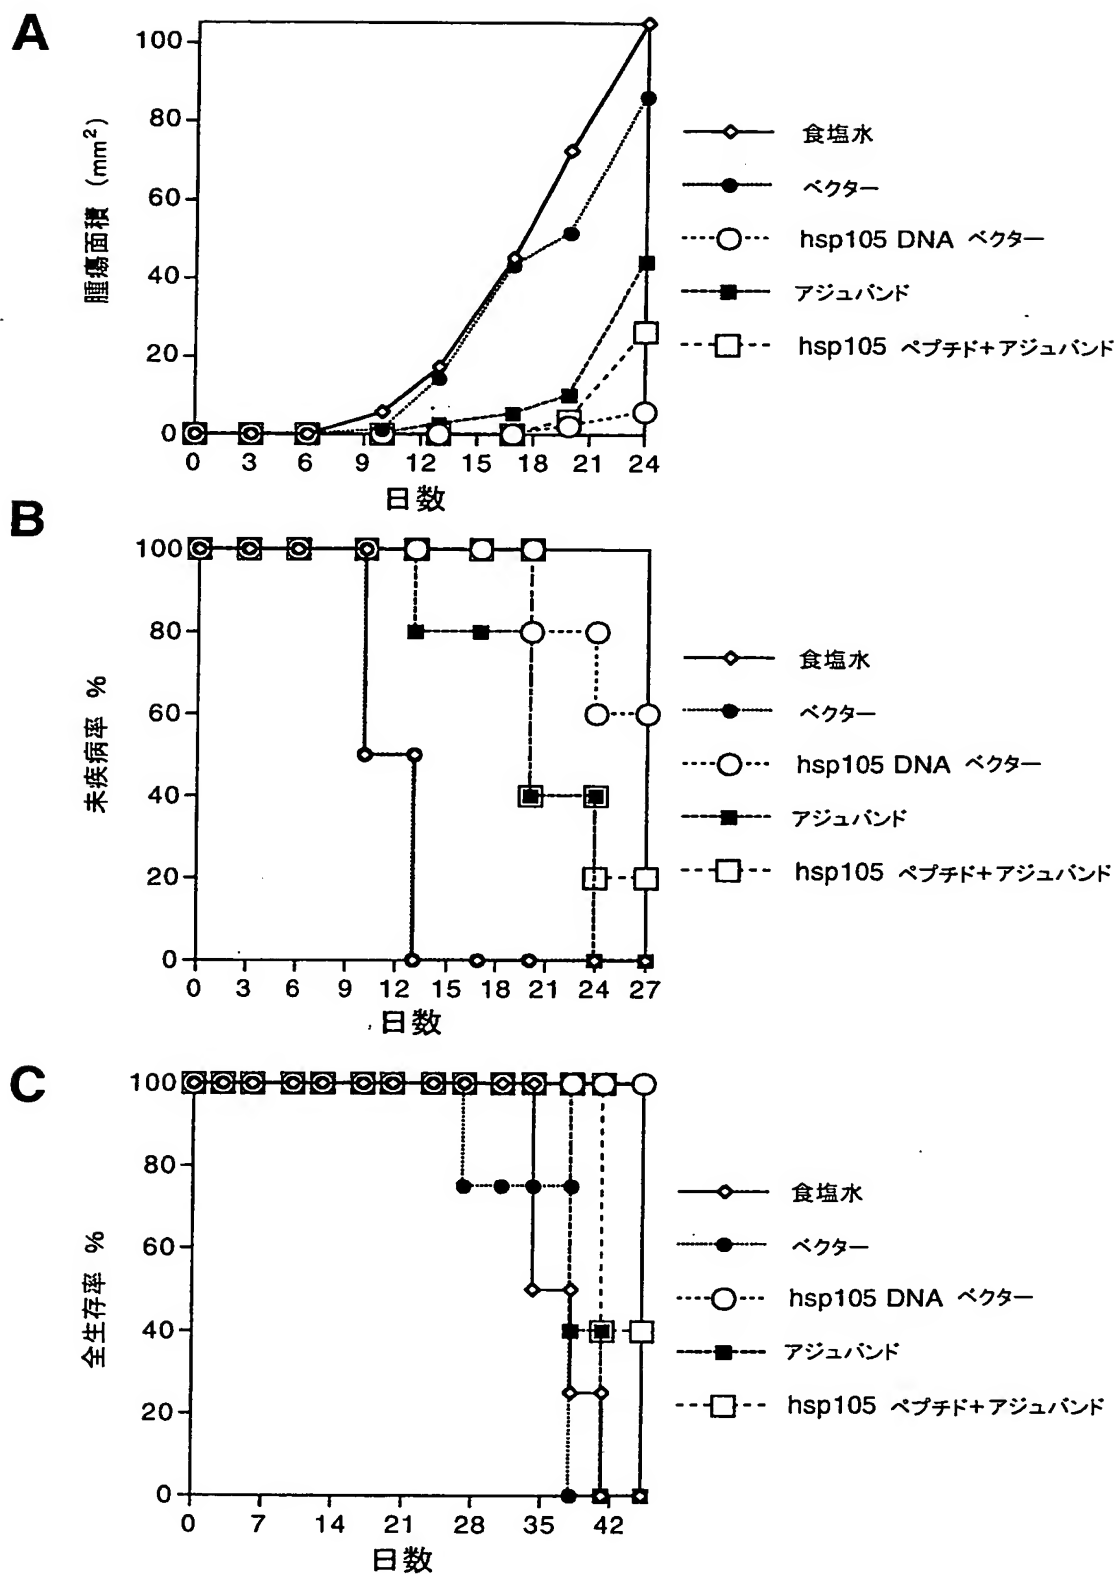 A
腫瘍面積 (mm²)
100
80
60
40
20
0
0 3 6 9 12 15 18 21 24
日数
食塩水
ベクター
hsp105 DNA ベクター
アジュバンド
hsp105 ペプチド+アジュバンド
B
未疾病率 %
100
80
60
40
20
0
0 3 6 9 12 15 18 21 24 27
日数
食塩水
ベクター
hsp105 DNA ベクター
アジュバンド
hsp105 ペプチド+アジュバンド
C
全生存率 %
100
80
60
40
20
0
0 7 14 21 28 35 42
日数
食塩水
ベクター
hsp105 DNA ベクター
アジュバンド
hsp105 ペプチド+アジュバンド